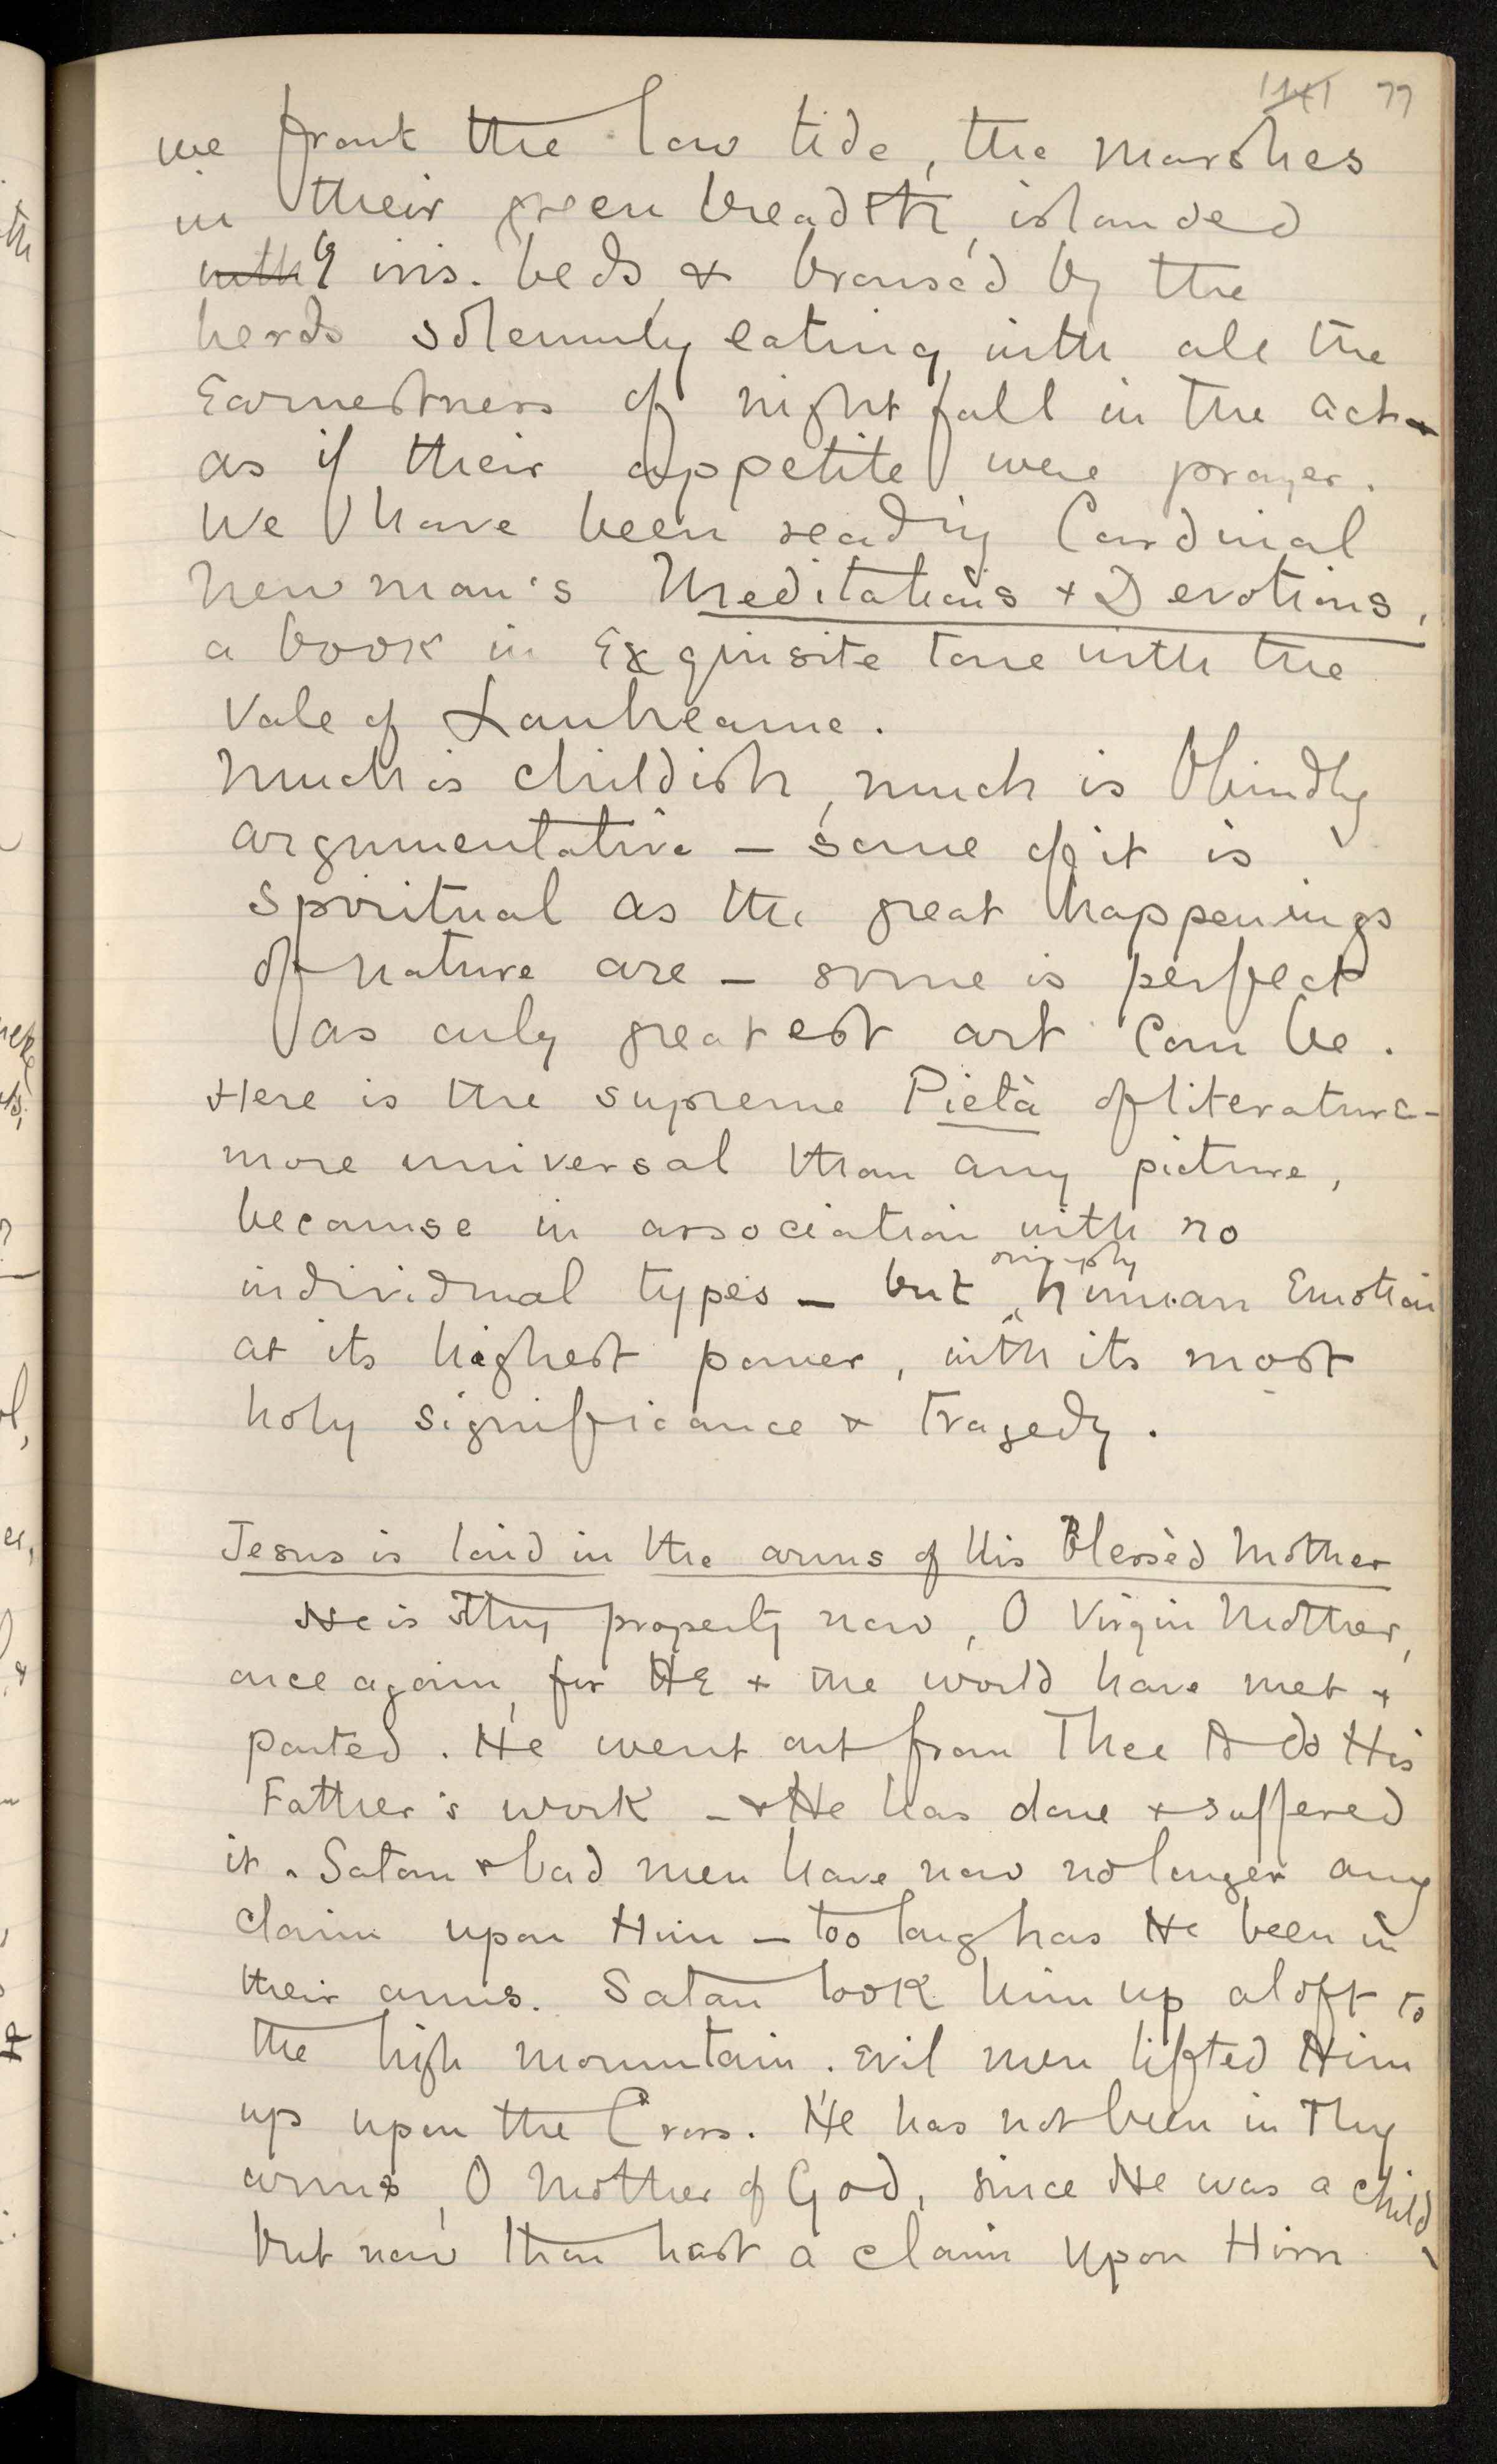 77
we front the low tide, the marshes
in their green breadth, islanded
with by iris-beds & brows'd by the
herds solemnly eating with all the
Earnestness of nightfall in the act –
as if their appetite were prayer.
We have been reading Cardinal
Newman's Meditations & Devotions,
a book in Exquisite tone with the
Vale of
Much is childish, much is blindly
argumentative – some of it is
spiritual as the great happenings
of nature are – some is perfect
as only greatest art can be.
Here is the supreme Pietà of literature –
more universal than any picture,
because in association with no
simply
individual types – but human Emotion
at its highest power, with its most
holy significance & tragedy.
Jesus is laid in the arms of His Blessèd Mother
He is Thy property now, O Virgin Mother,
once again, for He & the world have met &
parted. He went out from Thee to do His
Father's work – & He has done & suffered
it. Satan & bad men have now no longer any
claim upon Him – too long has He been in
their arms. Satan took him up aloft to
the high mountain. Evil men lifted Him
up upon the Cross. He has not been in Thy
arms, O Mother of God, since He was a child,
but now thou hast a claim upon Him